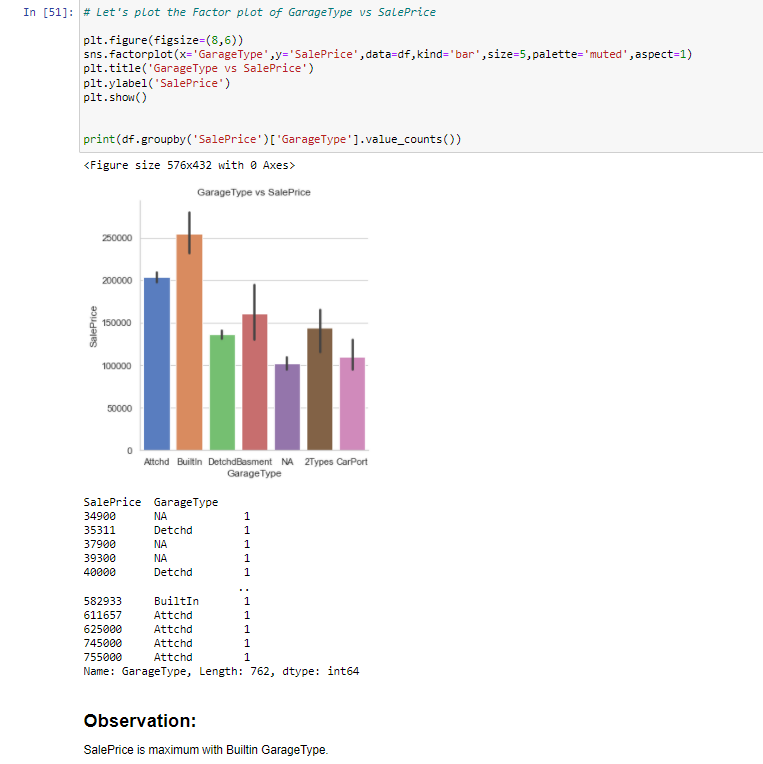 In [51]: # Let's plot the Factor plot of GarageType vs SalePrice
plt.figure(figsize=(8,6))
sns.factorplot(x='GarageType',y='SalePrice',data=df,kind='bar',size=5,palette='muted',aspect=1)
plt.title('GarageType vs SalePrice')
plt.ylabel('SalePrice')
plt.show()
print(df.groupby('SalePrice')['GarageType'].value_counts())
<Figure size 576x432 with 0 Axes>
GarageType vs SalePrice
250000
200000
150000
100000
50000
0
SalePrice
Attchd BuiltIn Detchd Basment NA 2Types CarPort
GarageType
SalePrice GarageType
34900 NA 1
35311 Detchd 1
37900 NA 1
39300 NA 1
40000 Detchd 1
..
582933 BuiltIn 1
611657 Attchd 1
625000 Attchd 1
745000 Attchd 1
755000 Attchd 1
Name: GarageType, Length: 762, dtype: int64
Observation:
SalePrice is maximum with Builtin GarageType.